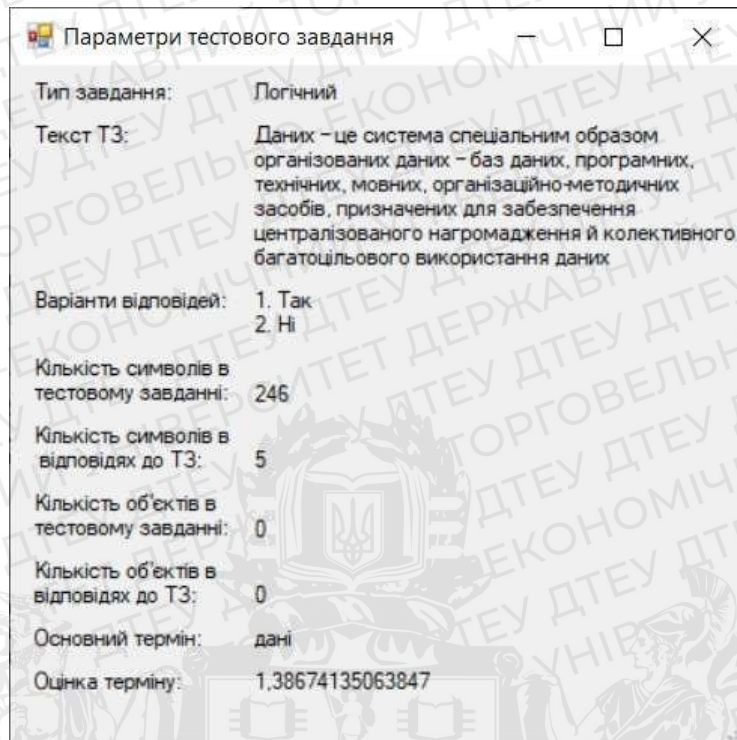 Параметри тестового завдання
Тип завдання: Логічний
Текст ТЗ: Даних – це система спеціальним образом
організованих даних – баз даних, програмних,
технічних, мовних, організаційно-методичних
засобів, призначених для забезпечення
централізованого нагромадження й колективного
багатоцільового використання даних
Варіанти відповідей: 1. Так
2. Ні
Кількість символів в
тестовому завданні: 246
Кількість символів в
відповідях до ТЗ: 5
Кількість об'єктів в
тестовому завданні: 0
Кількість об'єктів в
відповідях до ТЗ: 0
Основний термін: дані
Оцінка терміну: 1,38674135063847